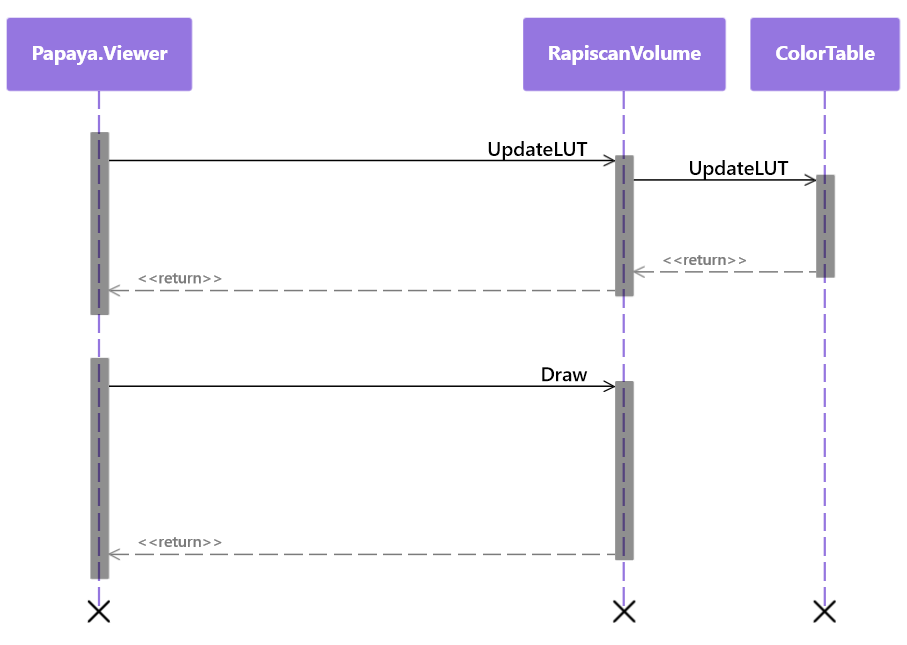 Papaya.Viewer
RapiscanVolume
ColorTable
UpdateLUT
UpdateLUT
<<return>>
<<return>>
Draw
<<return>>